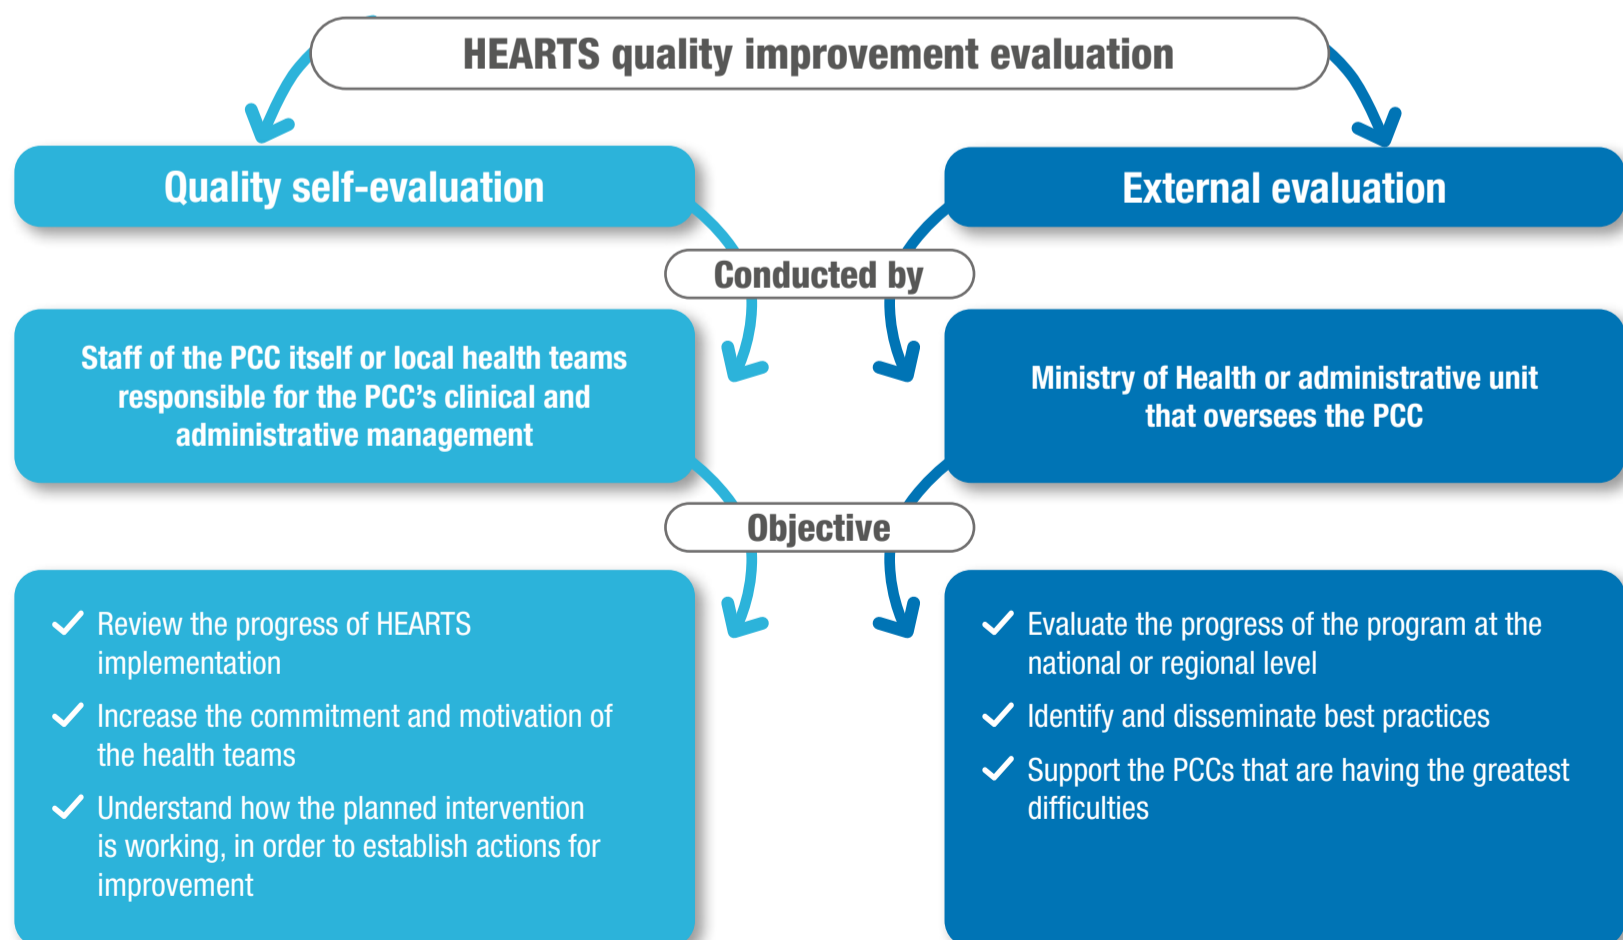 HEARTS quality improvement evaluation
Quality self-evaluation
External evaluation
Conducted by
Staff of the PCC itself or local health teams
responsible for the PCC's clinical and
administrative management
Ministry of Health or administrative unit
that oversees the PCC
Objective
Review the progress of HEARTS
implementation
Increase the commitment and motivation of
the health teams
Understand how the planned intervention
is working, in order to establish actions for
improvement
Evaluate the progress of the program at the
national or regional level
Identify and disseminate best practices
Support the PCCs that are having the greatest
difficulties